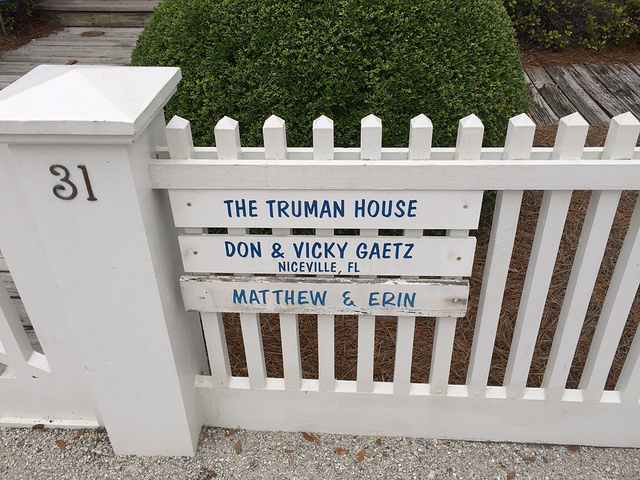 31
THE TRUMAN HOUSE
DON & VICKY GAETZ
NICEVILLE, FL
MATTHEW & ERIN